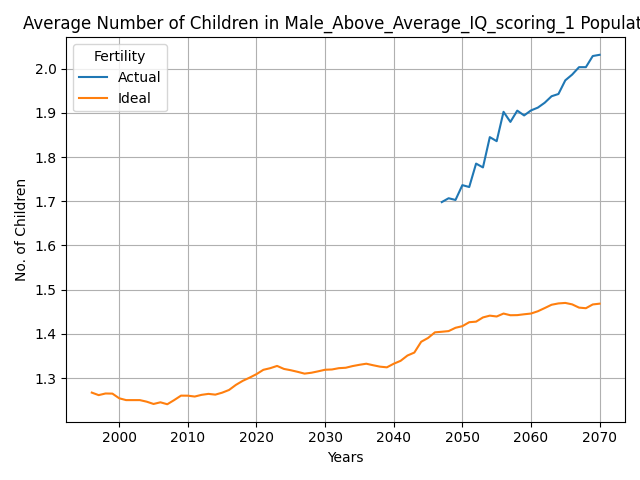 Average Number of Children in Male_Above_Average_IQ_scoring_1 Populat
Fertility
Actual
Ideal
No. of Children
2.0
1.9
1.8
1.7
1.6
1.5
1.4
1.3
2000 2010 2020 2030 2040 2050 2060 2070
Years